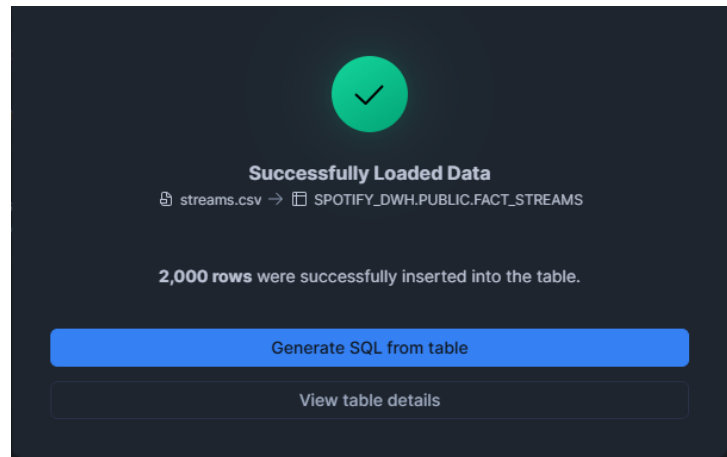 Successfully Loaded Data
streams.csv → SPOTIFY_DWH.PUBLIC.FACT_STREAMS
2,000 rows were successfully inserted into the table.
Generate SQL from table
View table details